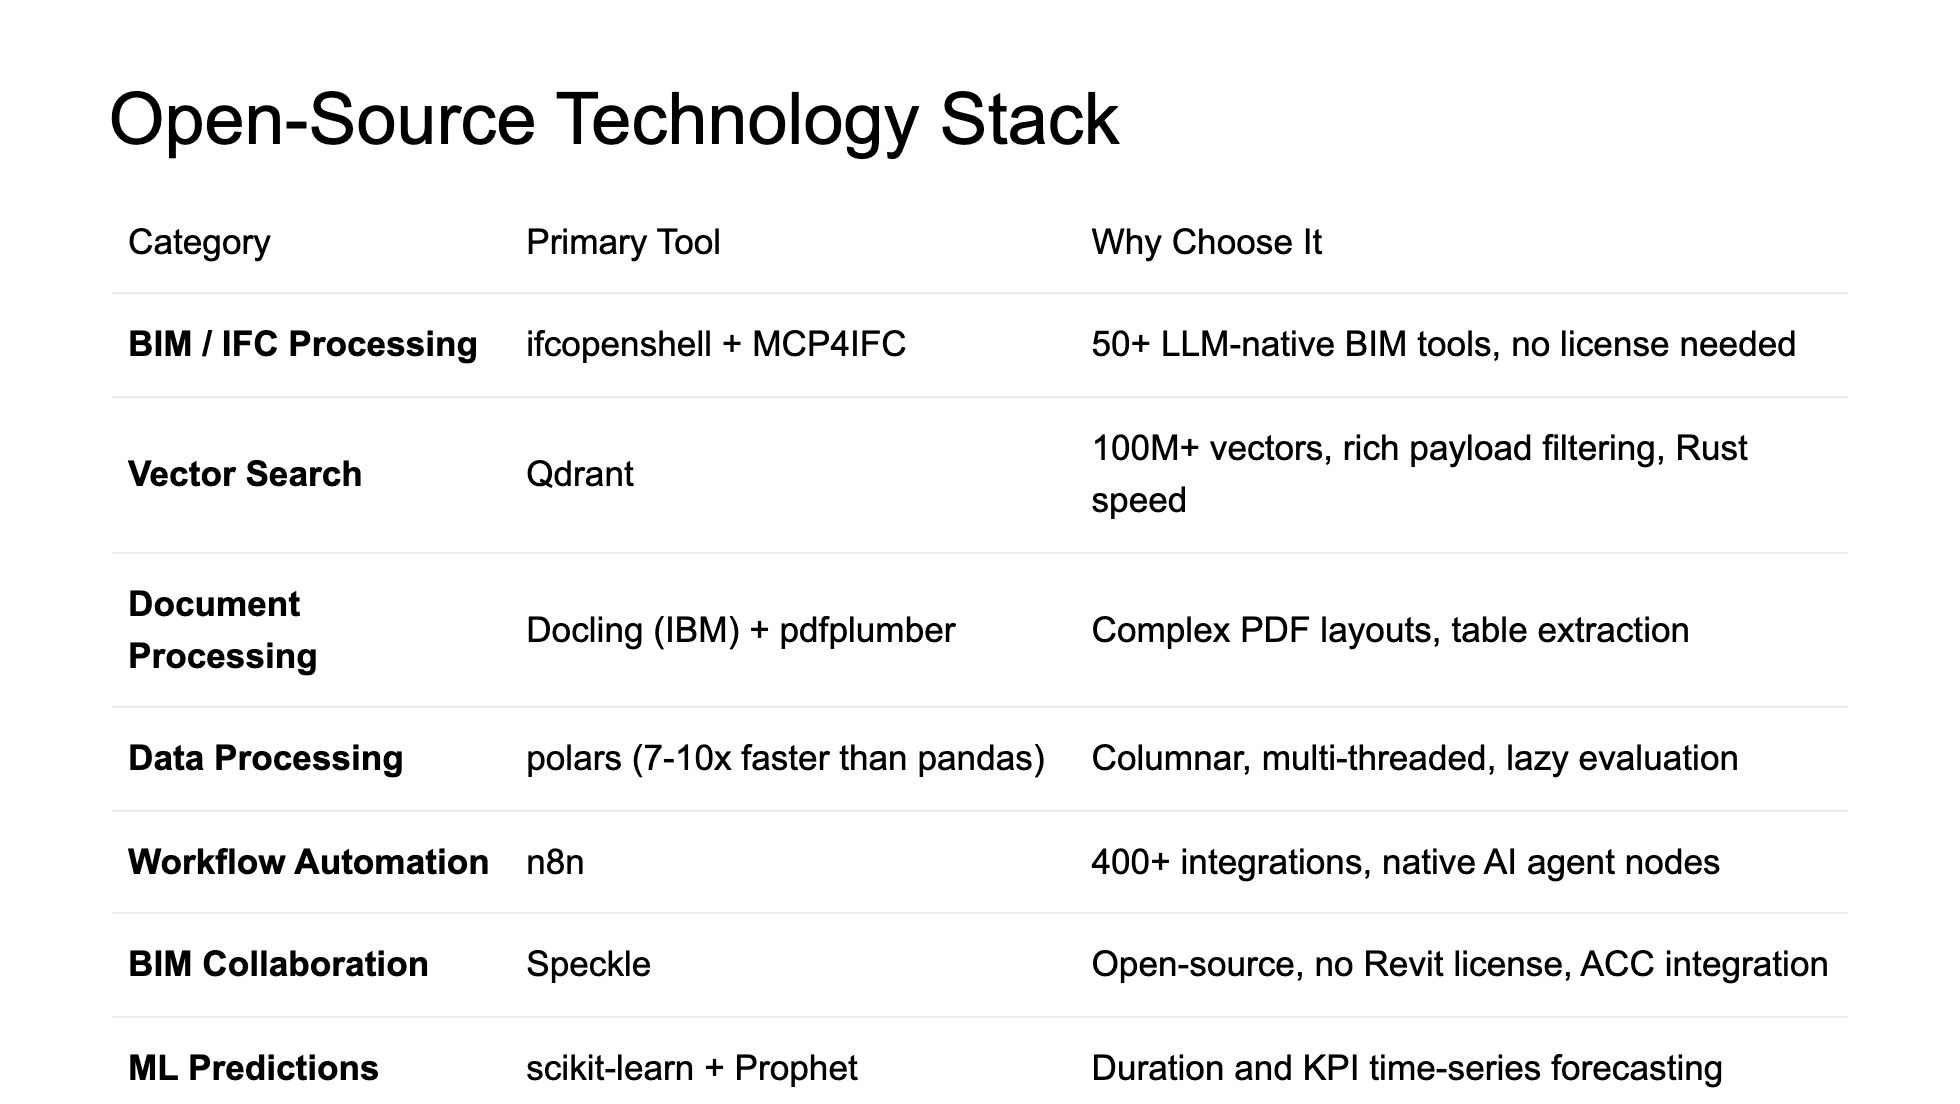 Open-Source Technology Stack
Category Primary Tool Why Choose It
BIM / IFC Processing ifcopenshell + MCP4IFC 50+ LLM-native BIM tools, no license needed
Vector Search Qdrant 100M+ vectors, rich payload filtering, Rust
speed
Document
Processing Docling (IBM) + pdfplumber Complex PDF layouts, table extraction
Data Processing polars (7-10x faster than pandas) Columnar, multi-threaded, lazy evaluation
Workflow Automation n8n 400+ integrations, native AI agent nodes
BIM Collaboration Speckle Open-source, no Revit license, ACC integration
ML Predictions scikit-learn + Prophet Duration and KPI time-series forecasting